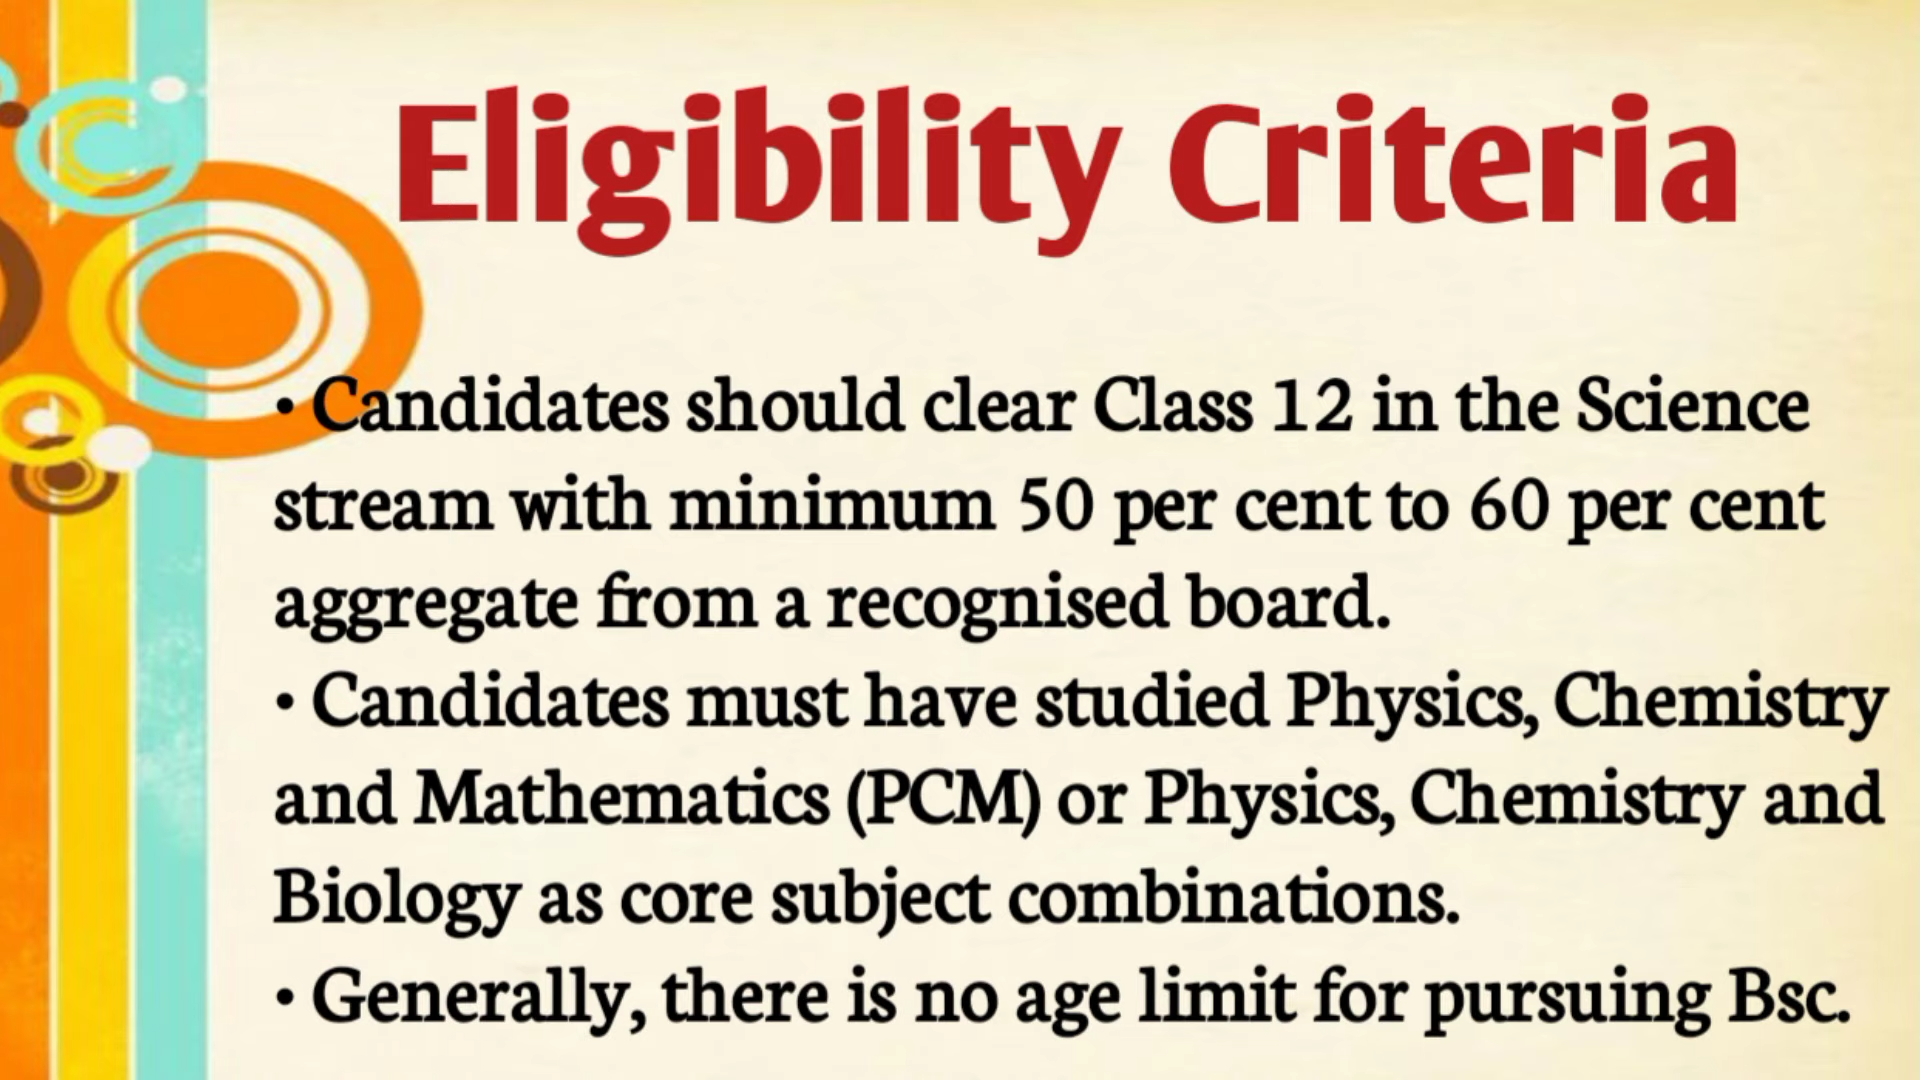 Eligibility Criteria
• Candidates should clear Class 12 in the Science
stream with minimum 50 per cent to 60 per cent
aggregate from a recognised board.
• Candidates must have studied Physics, Chemistry
and Mathematics (PCM) or Physics, Chemistry and
Biology as core subject combinations.
• Generally, there is no age limit for pursuing Bsc.